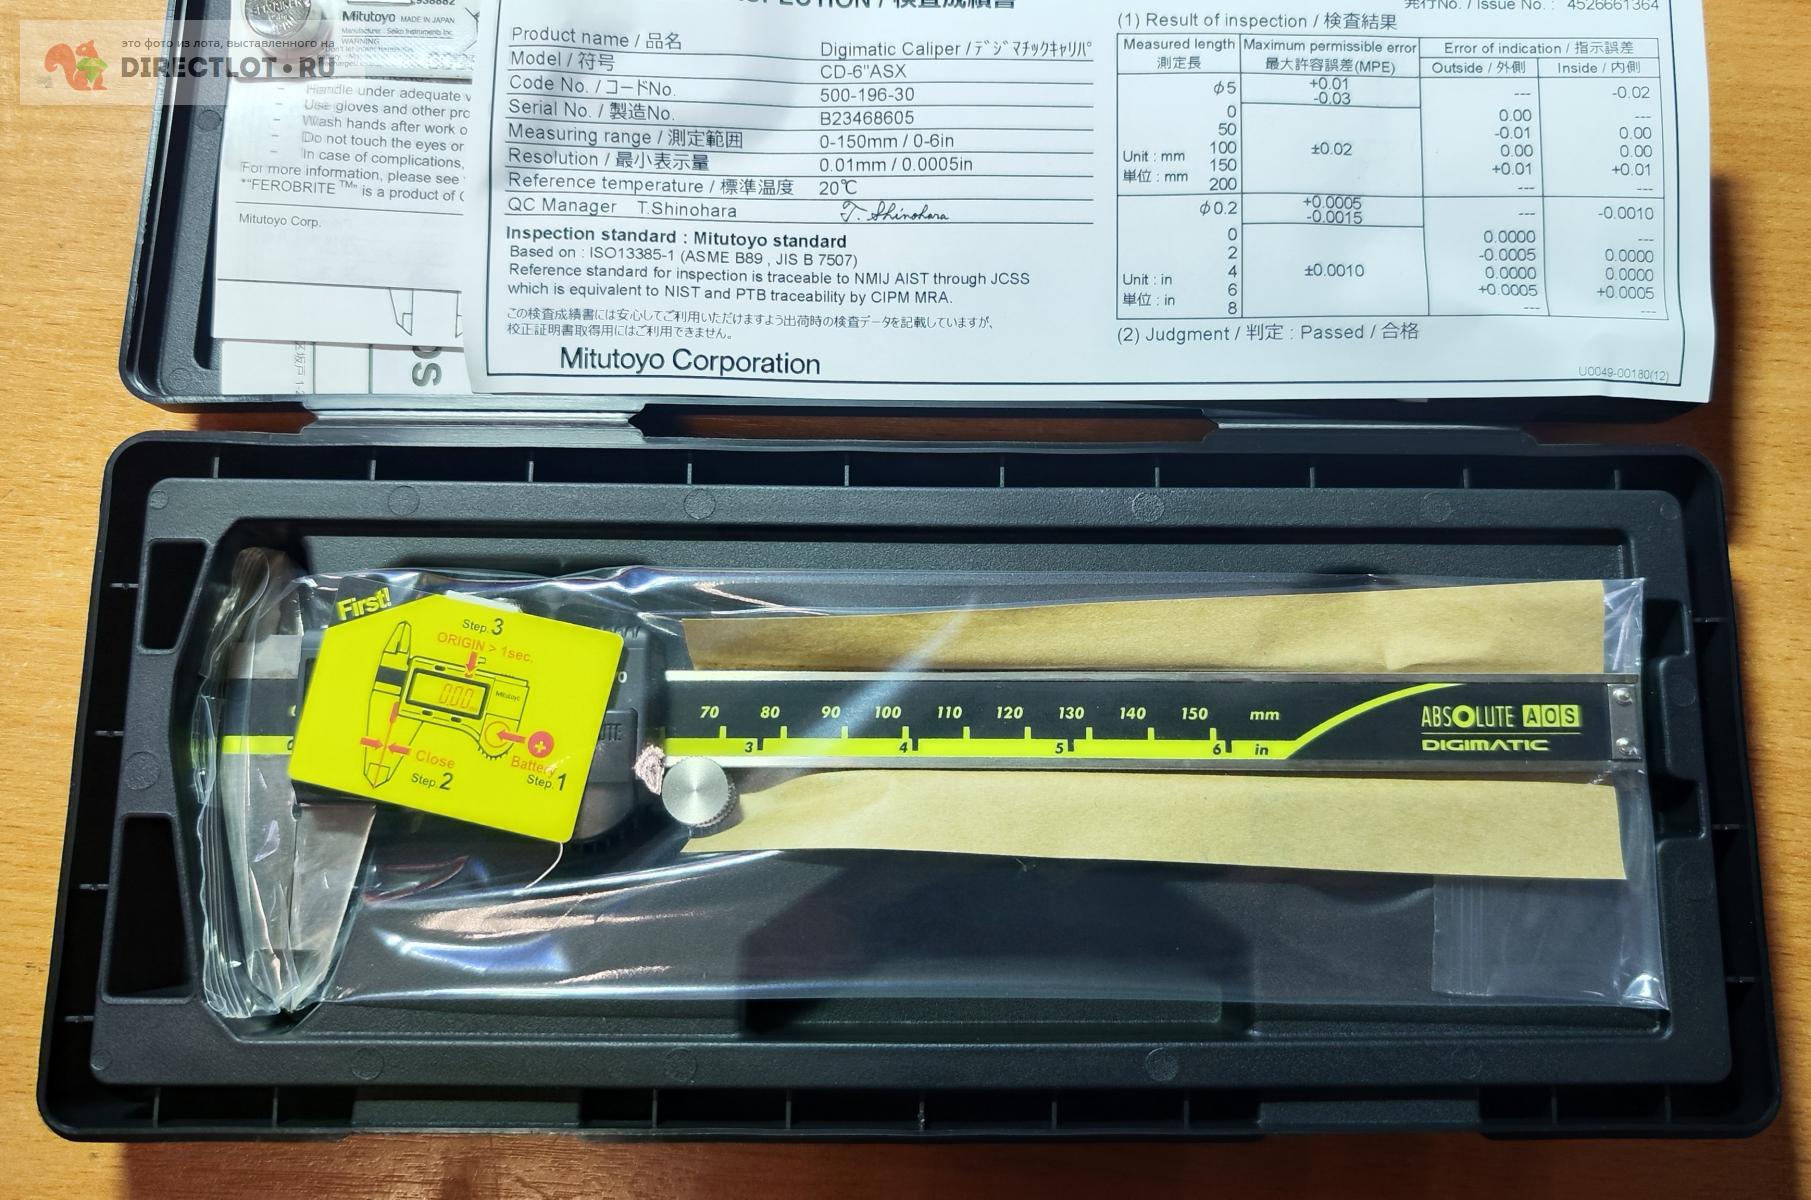 это фото из лота, выставленного на
DIRECTLOT•RU
Mitutoyo MADE IN JAPAN
WARNING
Handle under adequate
Use gloves and other
Wash hands after work
Do not touch the eyes or
In case of complications,
For more information, please see
"FEROBRITE™" is a product of
Mitutoyo Corp.
検査成績書
Product name / 品名 Digimatic Caliper / デジマチックキャリパ
Model / 符号 CD-6"ASX
Code No. / コードNo. 500-196-30
Serial No. / 製造No. B23468605
Measuring range / 測定範囲 0-150mm / 0-6in
Resolution / 最小表示量 0.01mm / 0.0005in
Reference temperature / 標準温度 20℃
QC Manager T.Shinohara T. Shinohara
Inspection standard : Mitutoyo standard
Based on : ISO13385-1 (ASME B89 , JIS B 7507)
Reference standard for inspection is traceable to NMIJ AIST through JCSS
which is equivalent to NIST and PTB traceability by CIPM MRA.
この検査成績書には安心してご利用いただけますよう出荷時の検査データを記載していますが、
校正証明書取得用にはご利用できません。
Mitutoyo Corporation
発行No. / Issue No. : 4526661364
(1) Result of inspection / 検査結果
Measured length Maximum permissible error Error of indication / 指示誤差
測定長 最大許容誤差(MPE) Outside / 外側 Inside / 内側
φ5 +0.01 --- -0.02
-0.03
0 0.00 ---
50 -0.01 0.00
Unit : mm 100 ±0.02 0.00 0.00
単位 : mm 150 +0.01 +0.01
200 --- ---
φ0.2 +0.0005 --- -0.0010
-0.0015
0 0.0000 ---
2 -0.0005 0.0000
Unit : in 4 ±0.0010 0.0000 0.0000
単位 : in 6 +0.0005 +0.0005
8 --- ---
(2) Judgment / 判定 : Passed / 合格
U0049-00180(12)
First!
Step.3
ORIGIN > 1sec.
0.00
Mitutoyo
Close
Step.2
Battery
Step.1
70 80 90 100 110 120 130 140 150 mm
3 4 5 6 in
ABSOLUTE AOS
DIGIMATIC